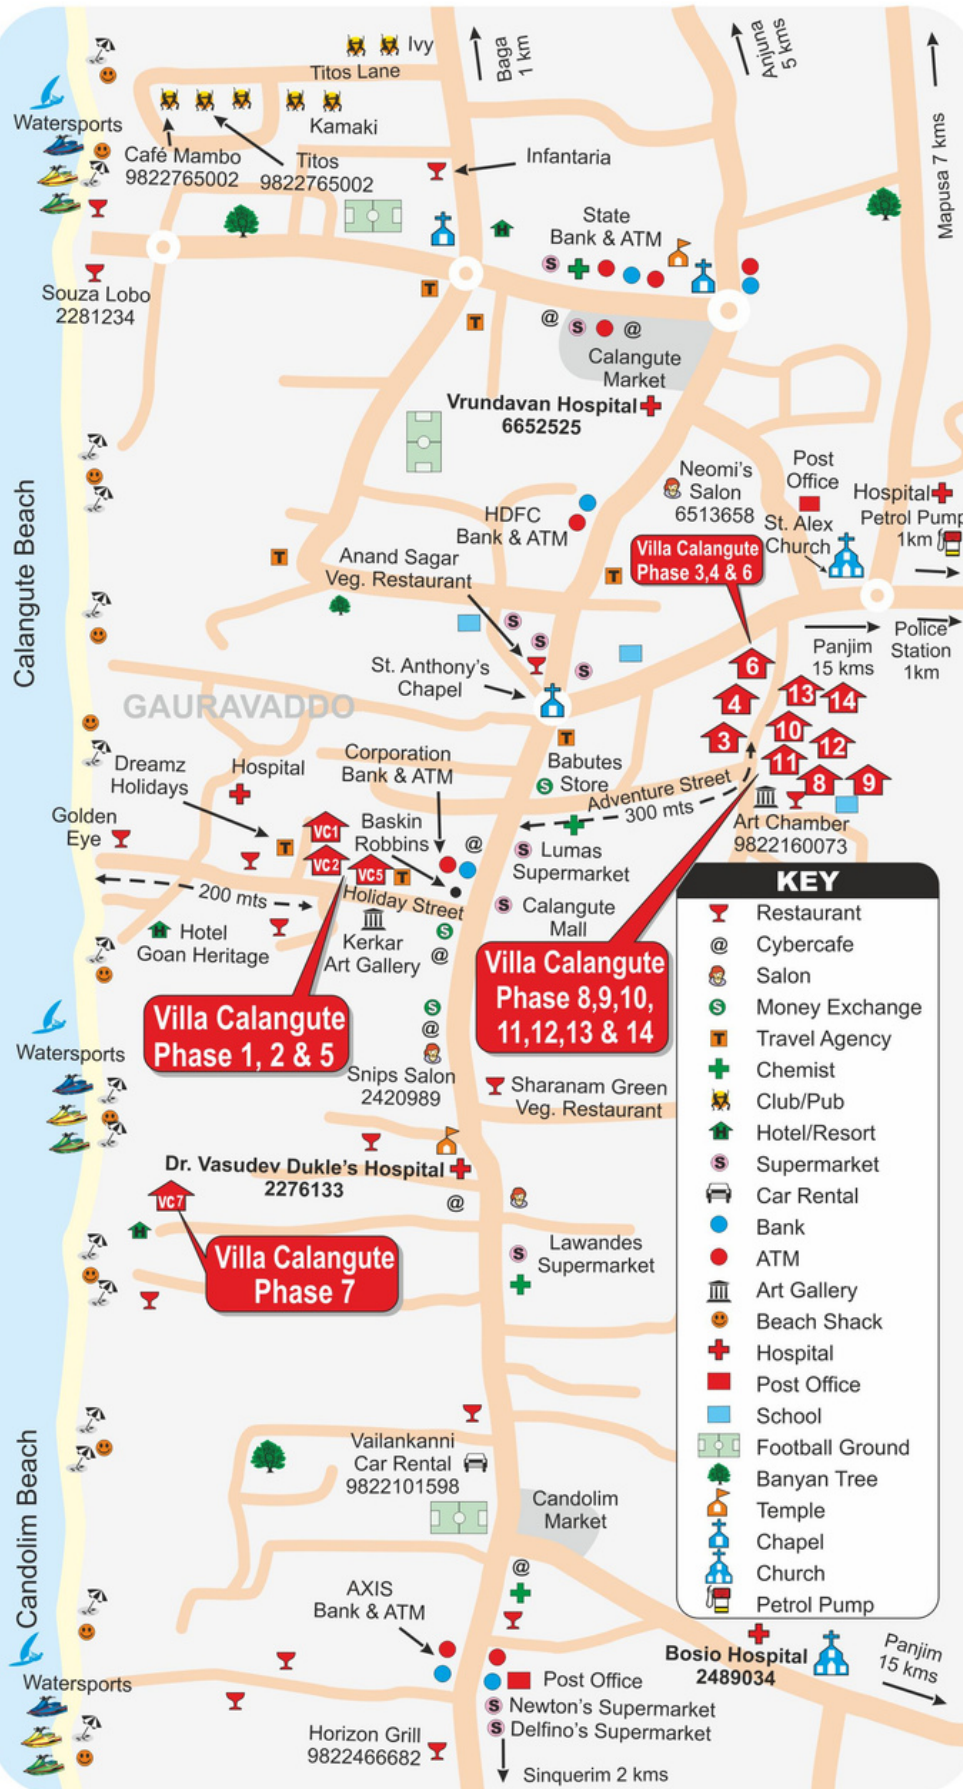 Ivy
Titos Lane
Baga
1 km
Anjuna
5 kms
Mapusa 7 kms
Watersports
Kamaki
Café Mambo
9822765002
Titos
9822765002
Infantaria
State
Bank & ATM
H
S
T
Souza Lobo
2281234
T
@
S
@
Calangute
Market
Vrundavan Hospital
6652525
Calangute Beach
Neomi's
Salon
6513658
Post
Office
Hospital
Petrol Pump
1km
HDFC
Bank & ATM
St. Alex
Church
Villa Calangute
Phase 3,4 & 6
T
Anand Sagar
Veg. Restaurant
T
S
S
S
Panjim
15 kms
Police
Station
1km
St. Anthony's
Chapel
GAURAVADDO
6
4
3
13
14
10
12
11
8
9
T
Babutes
Store
S
Corporation
Bank & ATM
Dreamz
Holidays
Hospital
Adventure Street
300 mts
Art Chamber
9822160073
Golden
Eye
T
VC1
VC2
VC5
T
Baskin
Robbins
@
S
Lumas
Supermarket
200 mts
Holiday Street
S
Calangute
Mall
H
Hotel
Goan Heritage
Kerkar
Art Gallery
S
@
Villa Calangute
Phase 8,9,10,
11,12,13 & 14
Villa Calangute
Phase 1, 2 & 5
S
@
Snips Salon
2420989
Watersports
Sharanam Green
Veg. Restaurant
Dr. Vasudev Dukle's Hospital
2276133
@
VC7
H
Villa Calangute
Phase 7
S
Lawandes
Supermarket
Candolim Beach
Vailankanni
Car Rental
9822101598
Candolim
Market
@
AXIS
Bank & ATM
Watersports
Post Office
S
Newton's Supermarket
S
Delfino's Supermarket
Horizon Grill
9822466682
Sinquerim 2 kms
Bosio Hospital
2489034
Panjim
15 kms
KEY
Restaurant
@ Cybercafe
Salon
S Money Exchange
T Travel Agency
Chemist
Club/Pub
H Hotel/Resort
S Supermarket
Car Rental
Bank
ATM
Art Gallery
Beach Shack
Hospital
Post Office
School
Football Ground
Banyan Tree
Temple
Chapel
Church
Petrol Pump